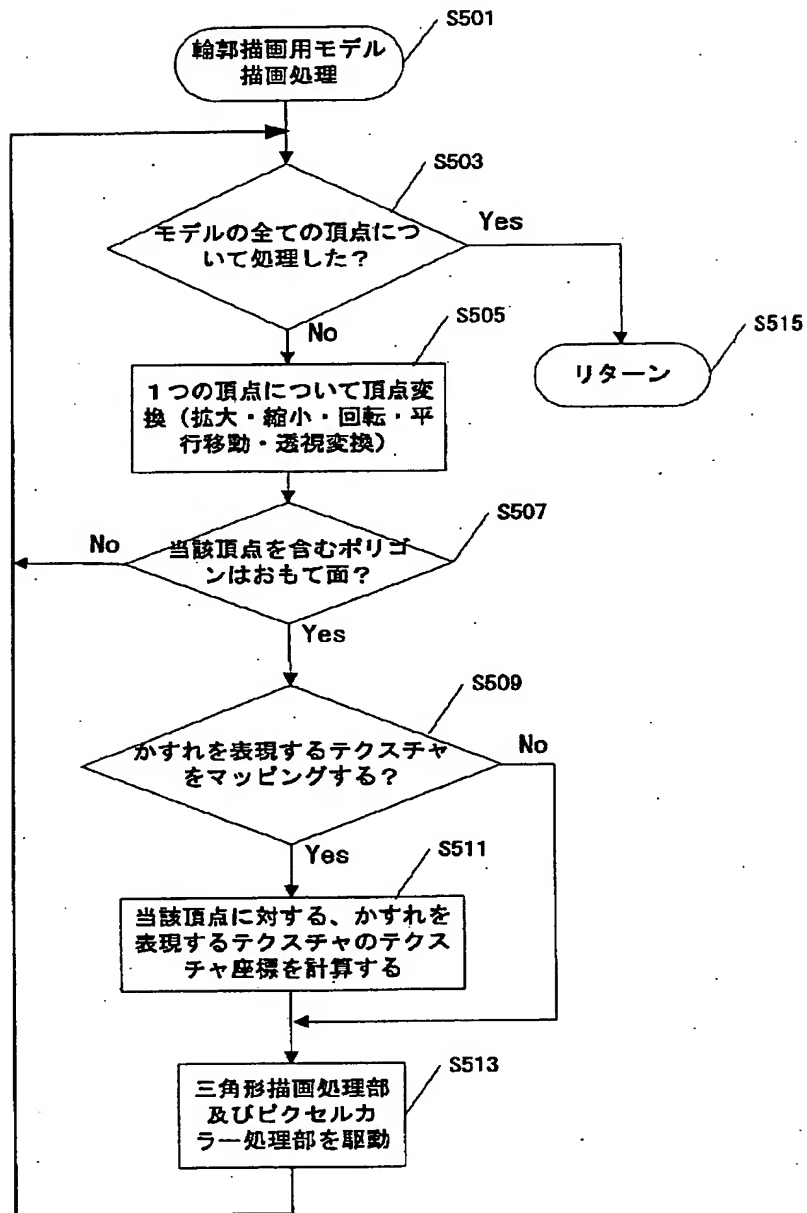 S501
輪郭描画用モデル
描画処理
S503
モデルの全ての頂点につ
いて処理した?
Yes
No
S505
S515
リターン
1つの頂点について頂点変
換(拡大・縮小・回転・平
行移動・透視変換)
S507
No
当該頂点を含むポリゴ
ンはおもて面?
Yes
S509
かすれを表現するテクスチャ
をマッピングする?
No
Yes
S511
当該頂点に対する、かすれを
表現するテクスチャのテクス
チャ座標を計算する
S513
三角形描画処理部
及びピクセルカ
ラー処理部を駆動